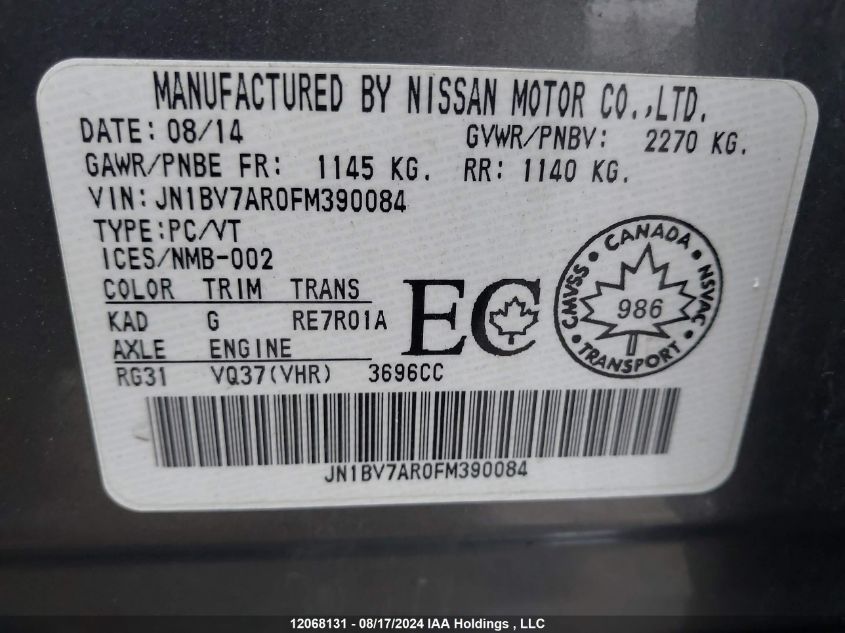 MANUFACTURED BY NISSAN MOTOR CO.,LTD.
DATE: 08/14 GVWR/PNBV: 2270 KG.
GAWR/PNBE FR: 1145 KG. RR: 1140 KG.
VIN: JN1BV7AR0FM390084
TYPE:PC/VT
ICES/NMB-002
COLOR TRIM TRANS
KAD G RE7R01A
AXLE ENGINE
RG31 VQ37(VHR) 3696CC
EC
CANADA
CMVSS 986 NSVAC
TRANSPORT
JN1BV7AR0FM390084
12068131 - 08/17/2024 IAA Holdings , LLC